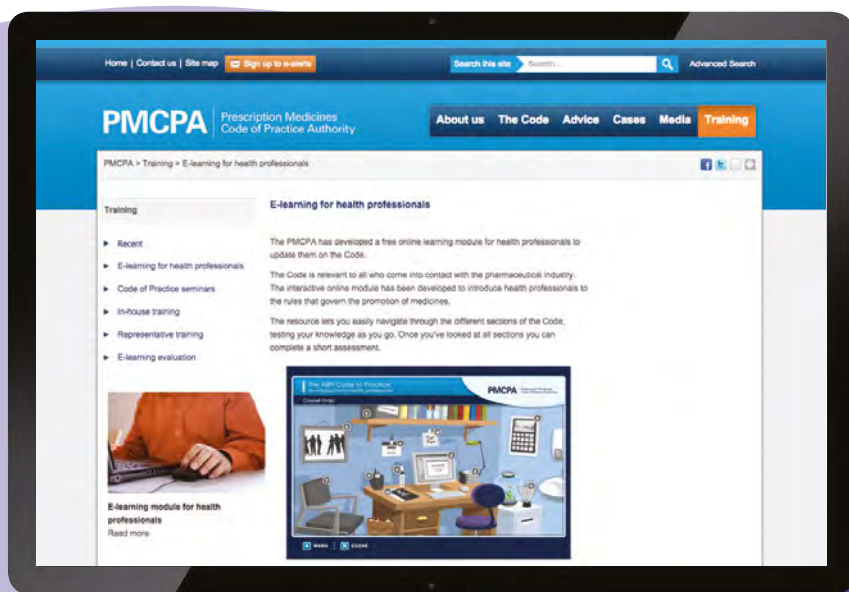 Home | Contact us | Site map
Sign up to e-alerts
Search this site
Search ...
Advanced Search
PMCPA
Prescription Medicines
Code of Practice Authority
About us The Code Advice Cases Media Training
PMCPA > Training > E-learning for health professionals
Training
Recent
E-learning for health professionals
Code of Practice seminars
In-house training
Representative training
E-learning evaluation
E-learning module for health
professionals
Read more
E-learning for health professionals
The PMCPA has developed a free online learning module for health professionals to
update them on the Code.
The Code is relevant to all who come into contact with the pharmaceutical industry.
The interactive online module has been developed to introduce health professionals to
the rules that govern the promotion of medicines.
The resource lets you easily navigate through the different sections of the Code,
testing your knowledge as you go. Once you've looked at all sections you can
complete a short assessment.
The ABPI Code of Practice
PMCPA
MENU
CLOSE